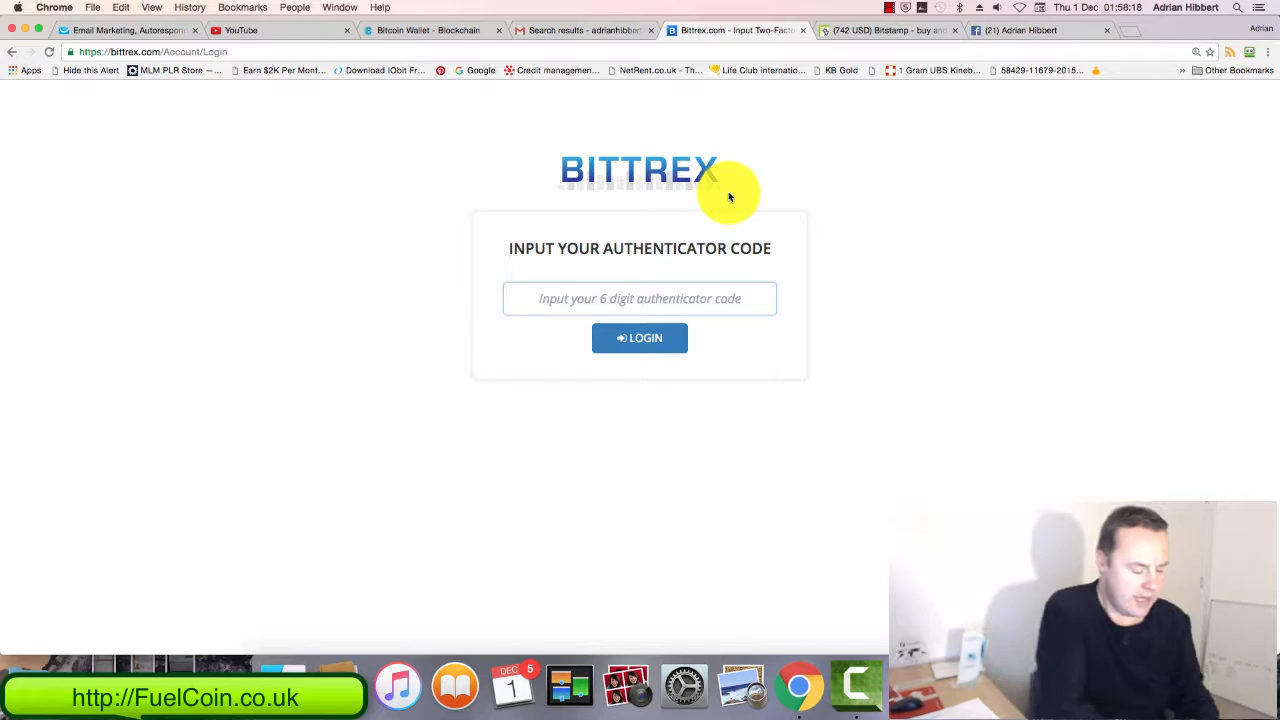 Chrome File Edit View History Bookmarks People Window Help Thu 1 Dec 01:58:18 Adrian Hibbert
Email Marketing, Autorespond YouTube Bitcoin Wallet - Blockchain Search results - adrianhibbert Bittrex.com - Input Two-Facto (742 USD) Bitstamp - buy and (21) Adrian Hibbert Adrian
https://bittrex.com/Account/Login
Apps Hide this Alert MLM PLR Store — ... Earn $2K Per Mont... Download IObit Fr... Google Credit managemen... NetRent.co.uk - Th... Life Club internatio... KB Gold 1 Gram UBS Kineb... 58429-11679-2015... » Other Bookmarks
BITTREX
INPUT YOUR AUTHENTICATOR CODE
Input your 6 digit authenticator code
LOGIN
DEC 5
1
http://FuelCoin.co.uk